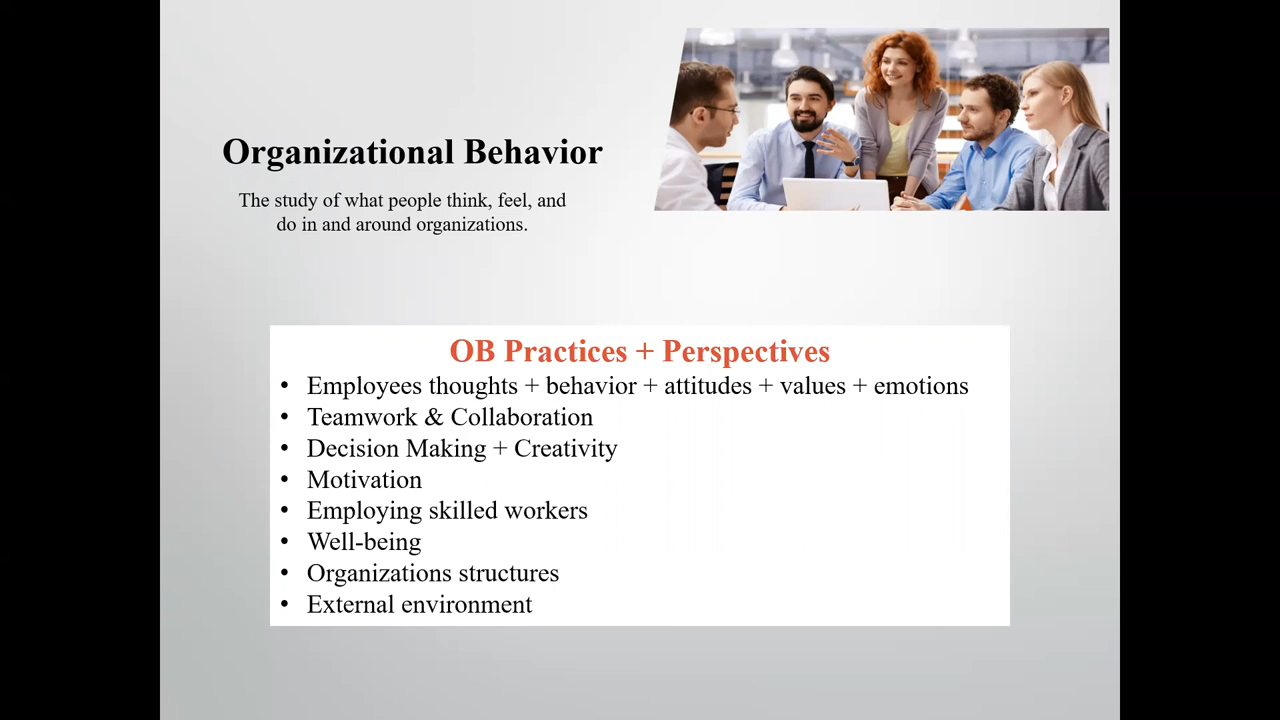 Organizational Behavior
The study of what people think, feel, and
do in and around organizations.
OB Practices + Perspectives
• Employees thoughts + behavior + attitudes + values + emotions
• Teamwork & Collaboration
• Decision Making + Creativity
• Motivation
• Employing skilled workers
• Well-being
• Organizations structures
• External environment